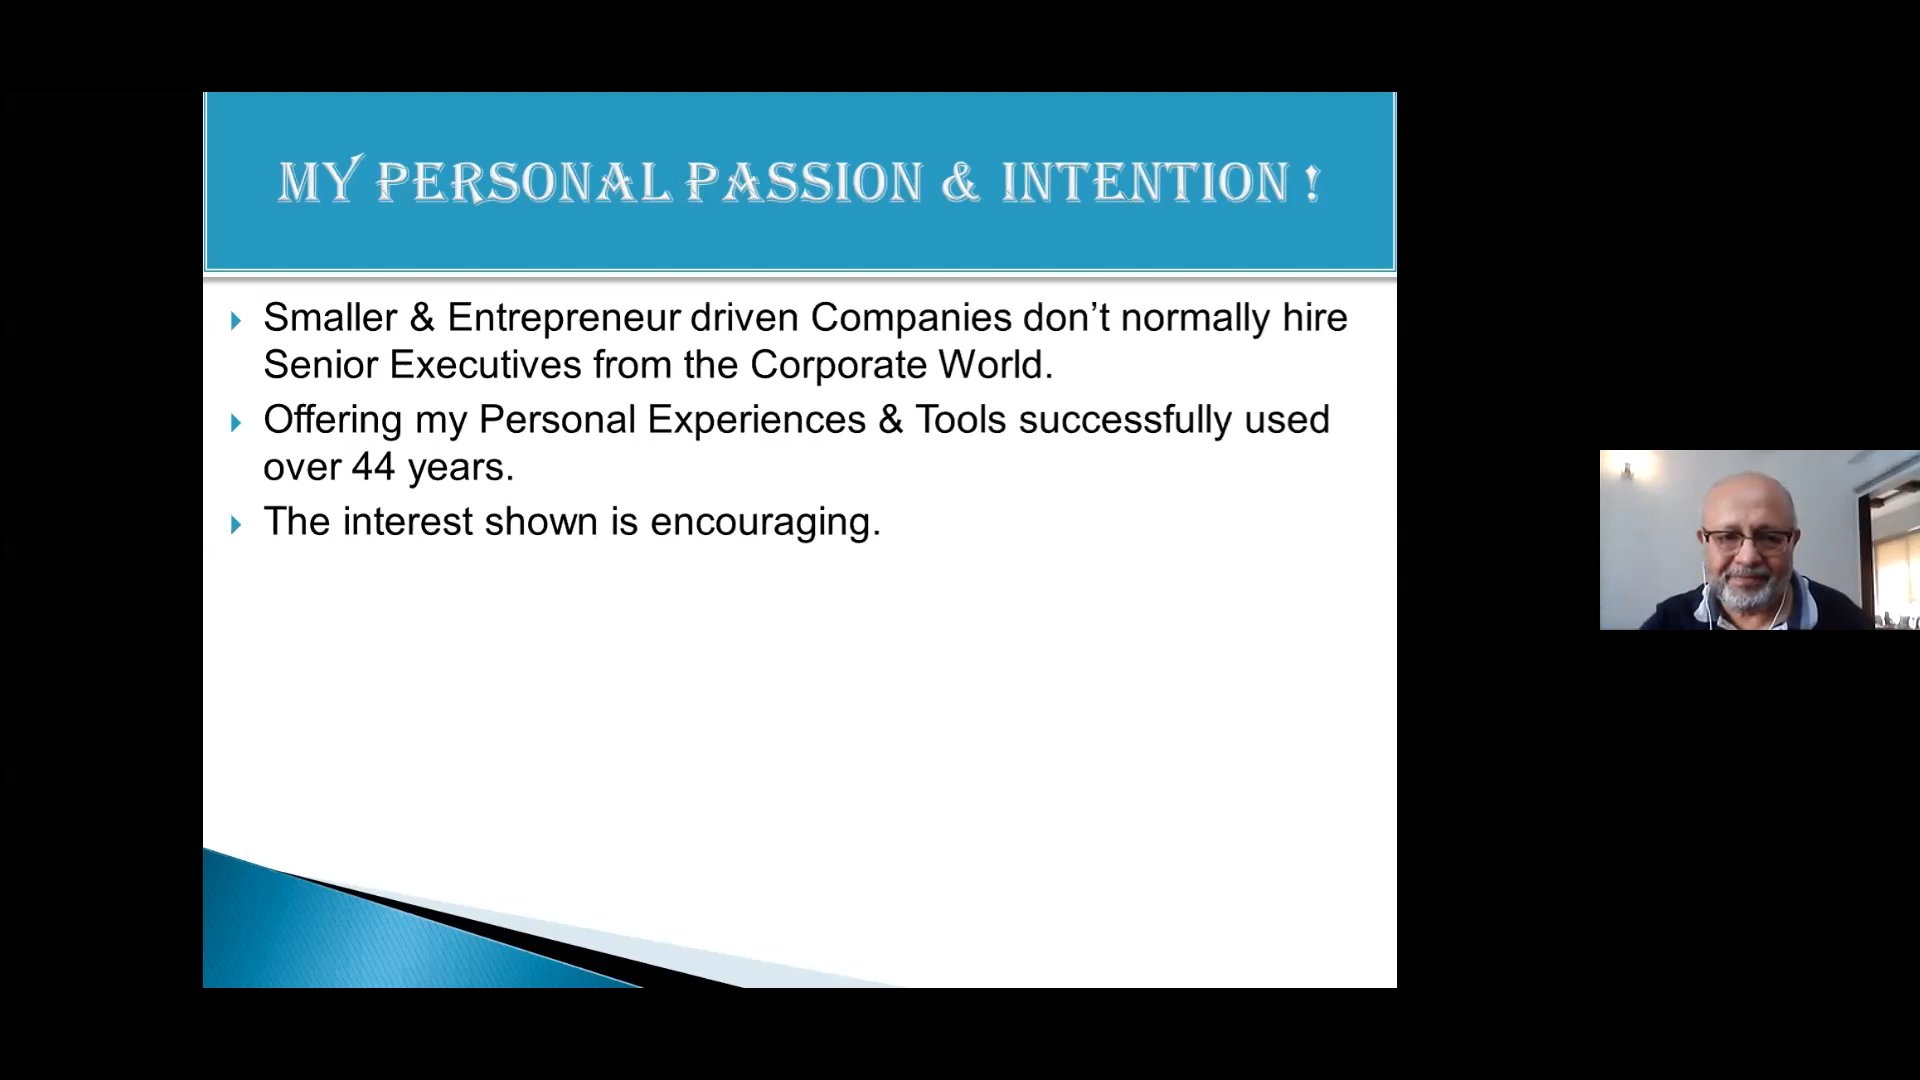 MY PERSONAL PASSION & INTENTION !
Smaller & Entrepreneur driven Companies don’t normally hire
Senior Executives from the Corporate World.
Offering my Personal Experiences & Tools successfully used
over 44 years.
The interest shown is encouraging.